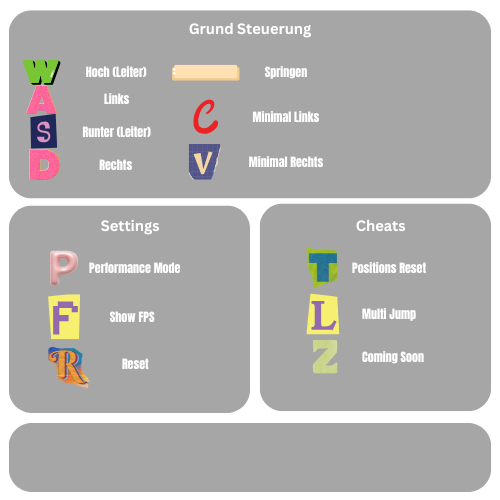 Grund Steuerung
W Hoch (Leiter) Springen
A Links
C Minimal Links
S Runter (Leiter)
D Rechts
V Minimal Rechts
Settings
P Performance Mode
F Show FPS
R Reset
Cheats
T Positions Reset
L Multi Jump
Z Coming Soon